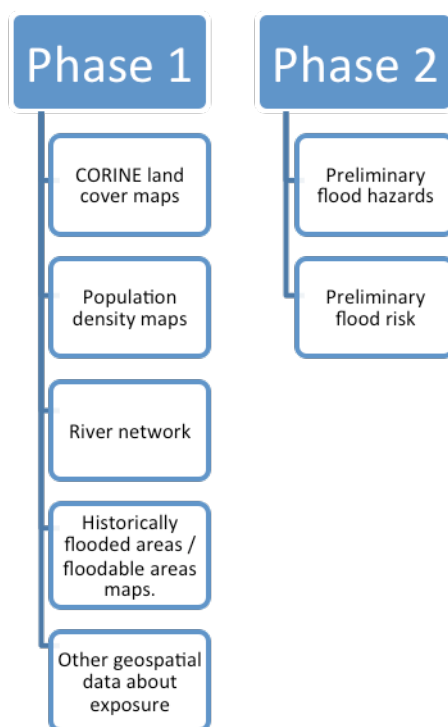 Phase 1
CORINE land
cover maps
Population
density maps
River network
Historically
flooded areas /
floodable areas
maps.
Other geospatial
data about
exposure
Phase 2
Preliminary
flood hazards
Preliminary
flood risk